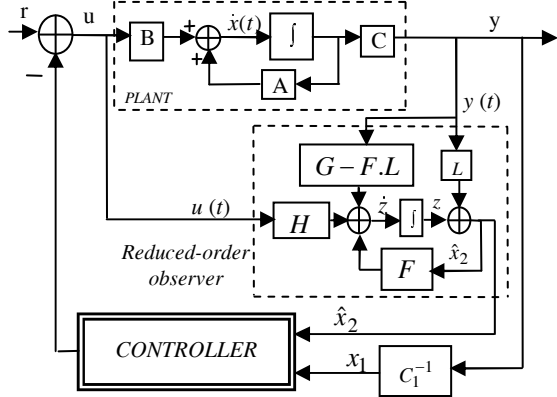 r
u
B
+
+
ẋ(t)
∫
C
y
A
PLANT
−
y (t)
G − F.L
L
u (t)
H
ż
∫
z
x̂₂
F
Reduced-order
observer
x̂₂
CONTROLLER
x₁
C₁⁻¹